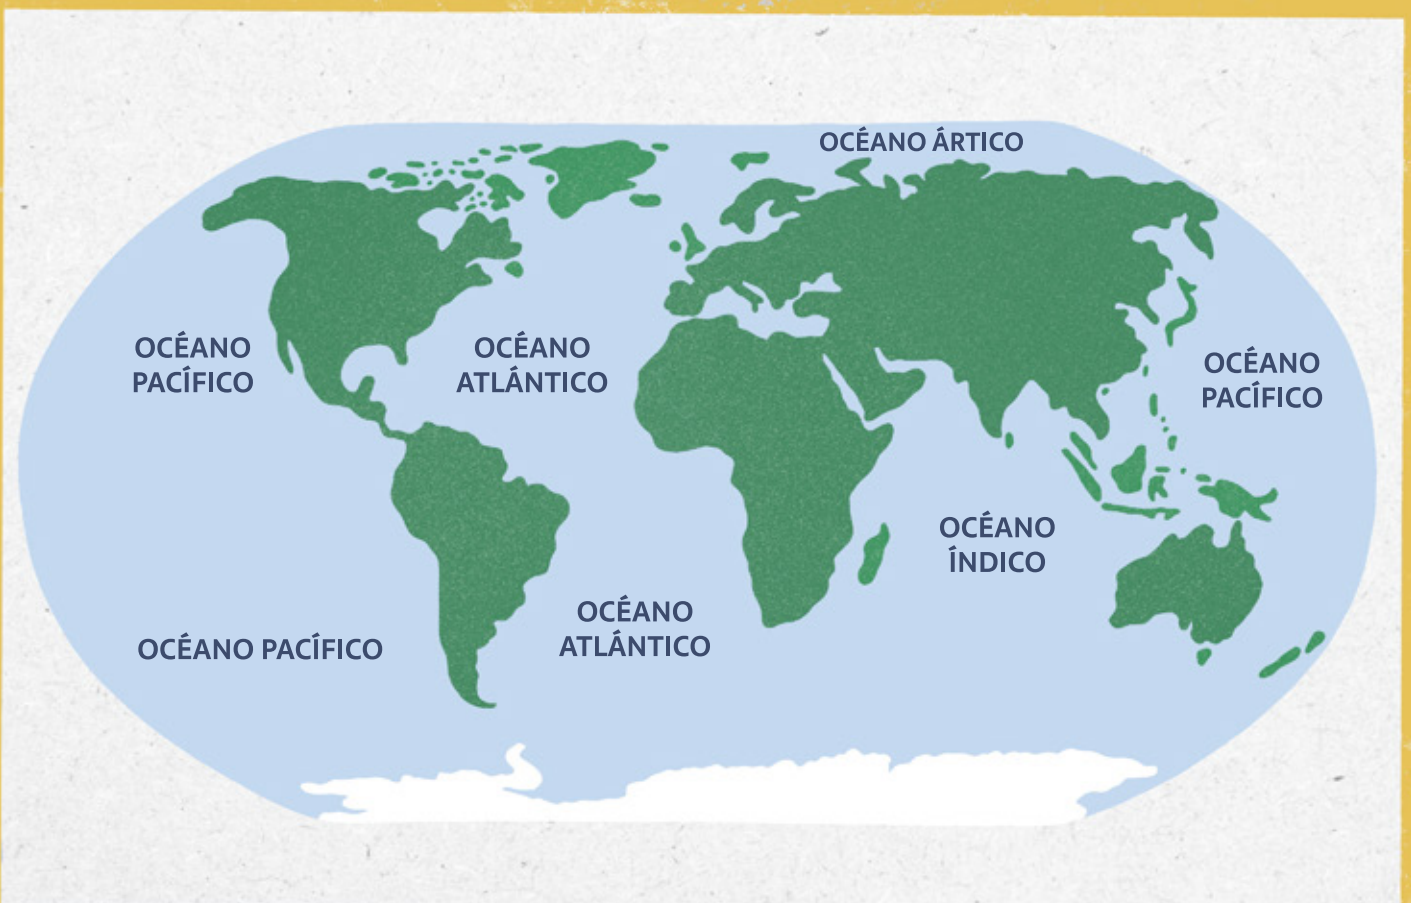 OCÉANO ÁRTICO
OCÉANO
PACÍFICO
OCÉANO
ATLÁNTICO
OCÉANO
PACÍFICO
OCÉANO
ÍNDICO
OCÉANO
ATLÁNTICO
OCÉANO PACÍFICO